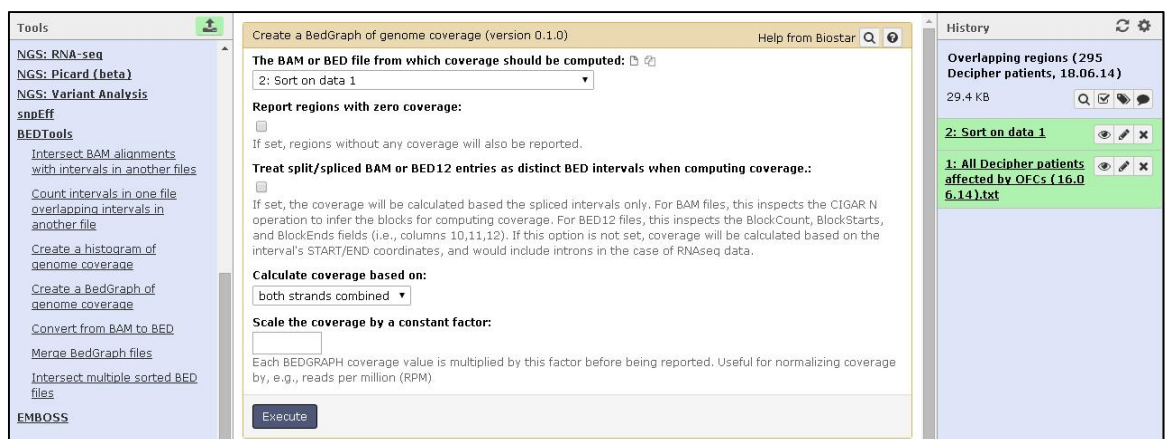 Tools
NGS: RNA-seq
NGS: Picard (beta)
NGS: Variant Analysis
snpEff
BEDTools
Intersect BAM alignments
with intervals in another files
Count intervals in one file
overlapping intervals in
another file
Create a histogram of
genome coverage
Create a BedGraph of
genome coverage
Convert from BAM to BED
Merge BedGraph files
Intersect multiple sorted BED
files
EMBOSS
Create a BedGraph of genome coverage (version 0.1.0)
Help from Biostar
The BAM or BED file from which coverage should be computed:
2: Sort on data 1
Report regions with zero coverage:
If set, regions without any coverage will also be reported.
Treat split/spliced BAM or BED12 entries as distinct BED intervals when computing coverage.:
If set, the coverage will be calculated based the spliced intervals only. For BAM files, this inspects the CIGAR N
operation to infer the blocks for computing coverage. For BED12 files, this inspects the BlockCount, BlockStarts,
and BlockEnds fields (i.e., columns 10,11,12). If this option is not set, coverage will be calculated based on the
interval's START/END coordinates, and would include introns in the case of RNAseq data.
Calculate coverage based on:
both strands combined
Scale the coverage by a constant factor:
Each BEDGRAPH coverage value is multiplied by this factor before being reported. Useful for normalizing coverage
by, e.g., reads per million (RPM)
Execute
History
Overlapping regions (295
Decipher patients, 18.06.14)
29.4 KB
2: Sort on data 1
1: All Decipher patients
affected by OFCs (16.0
6.14).txt